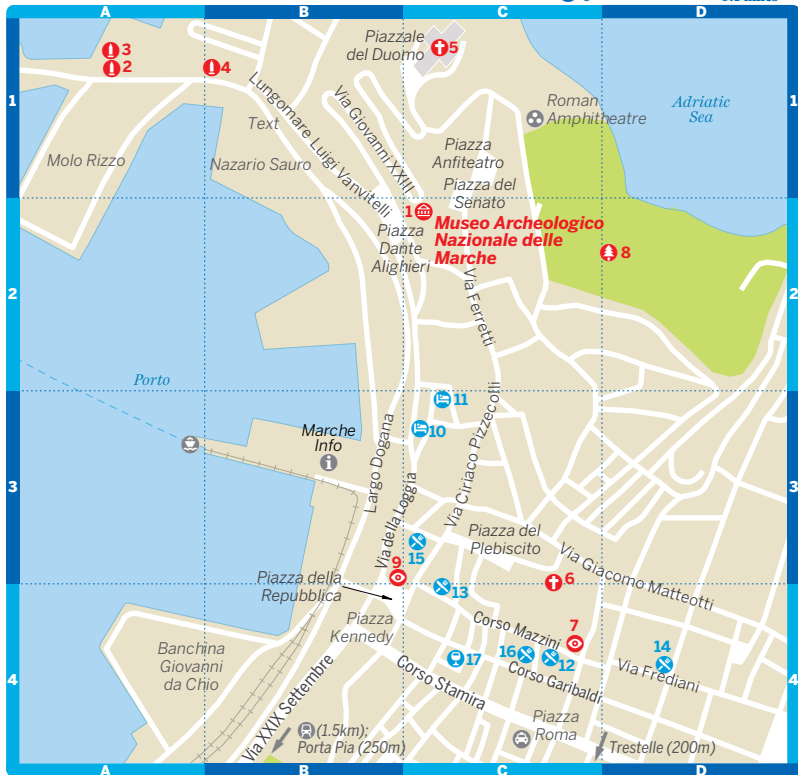 A
B
C
D
3
2
4
Piazzale
del Duomo
5
1
1
Lungomare Luigi Vanvitelli
Text
Via Giovanni XXIII
Roman
Amphitheatre
Adriatic
Sea
Molo Rizzo
Nazario Sauro
Piazza
Anfiteatro
Piazza del
Senato
1
Museo Archeologico
Nazionale delle
Marche
Piazza
Dante
Alighieri
8
2
2
Via Ferretti
Porto
11
10
Marche
Info
Largo Dogana
Via Ciriaco Pizzecolli
3
3
Via della Loggia
Piazza del
Plebiscito
15
Via Giacomo Matteotti
9
Piazza della
Repubblica
13
6
Piazza
Kennedy
Corso Mazzini
7
Banchina
Giovanni
da Chio
17
16
12
14
Via Frediani
4
4
Corso Garibaldi
Corso Stamira
Via XXIX Settembre
Piazza
Roma
(1.5km);
Porta Pia (250m)
Trestelle (200m)
A
B
C
D